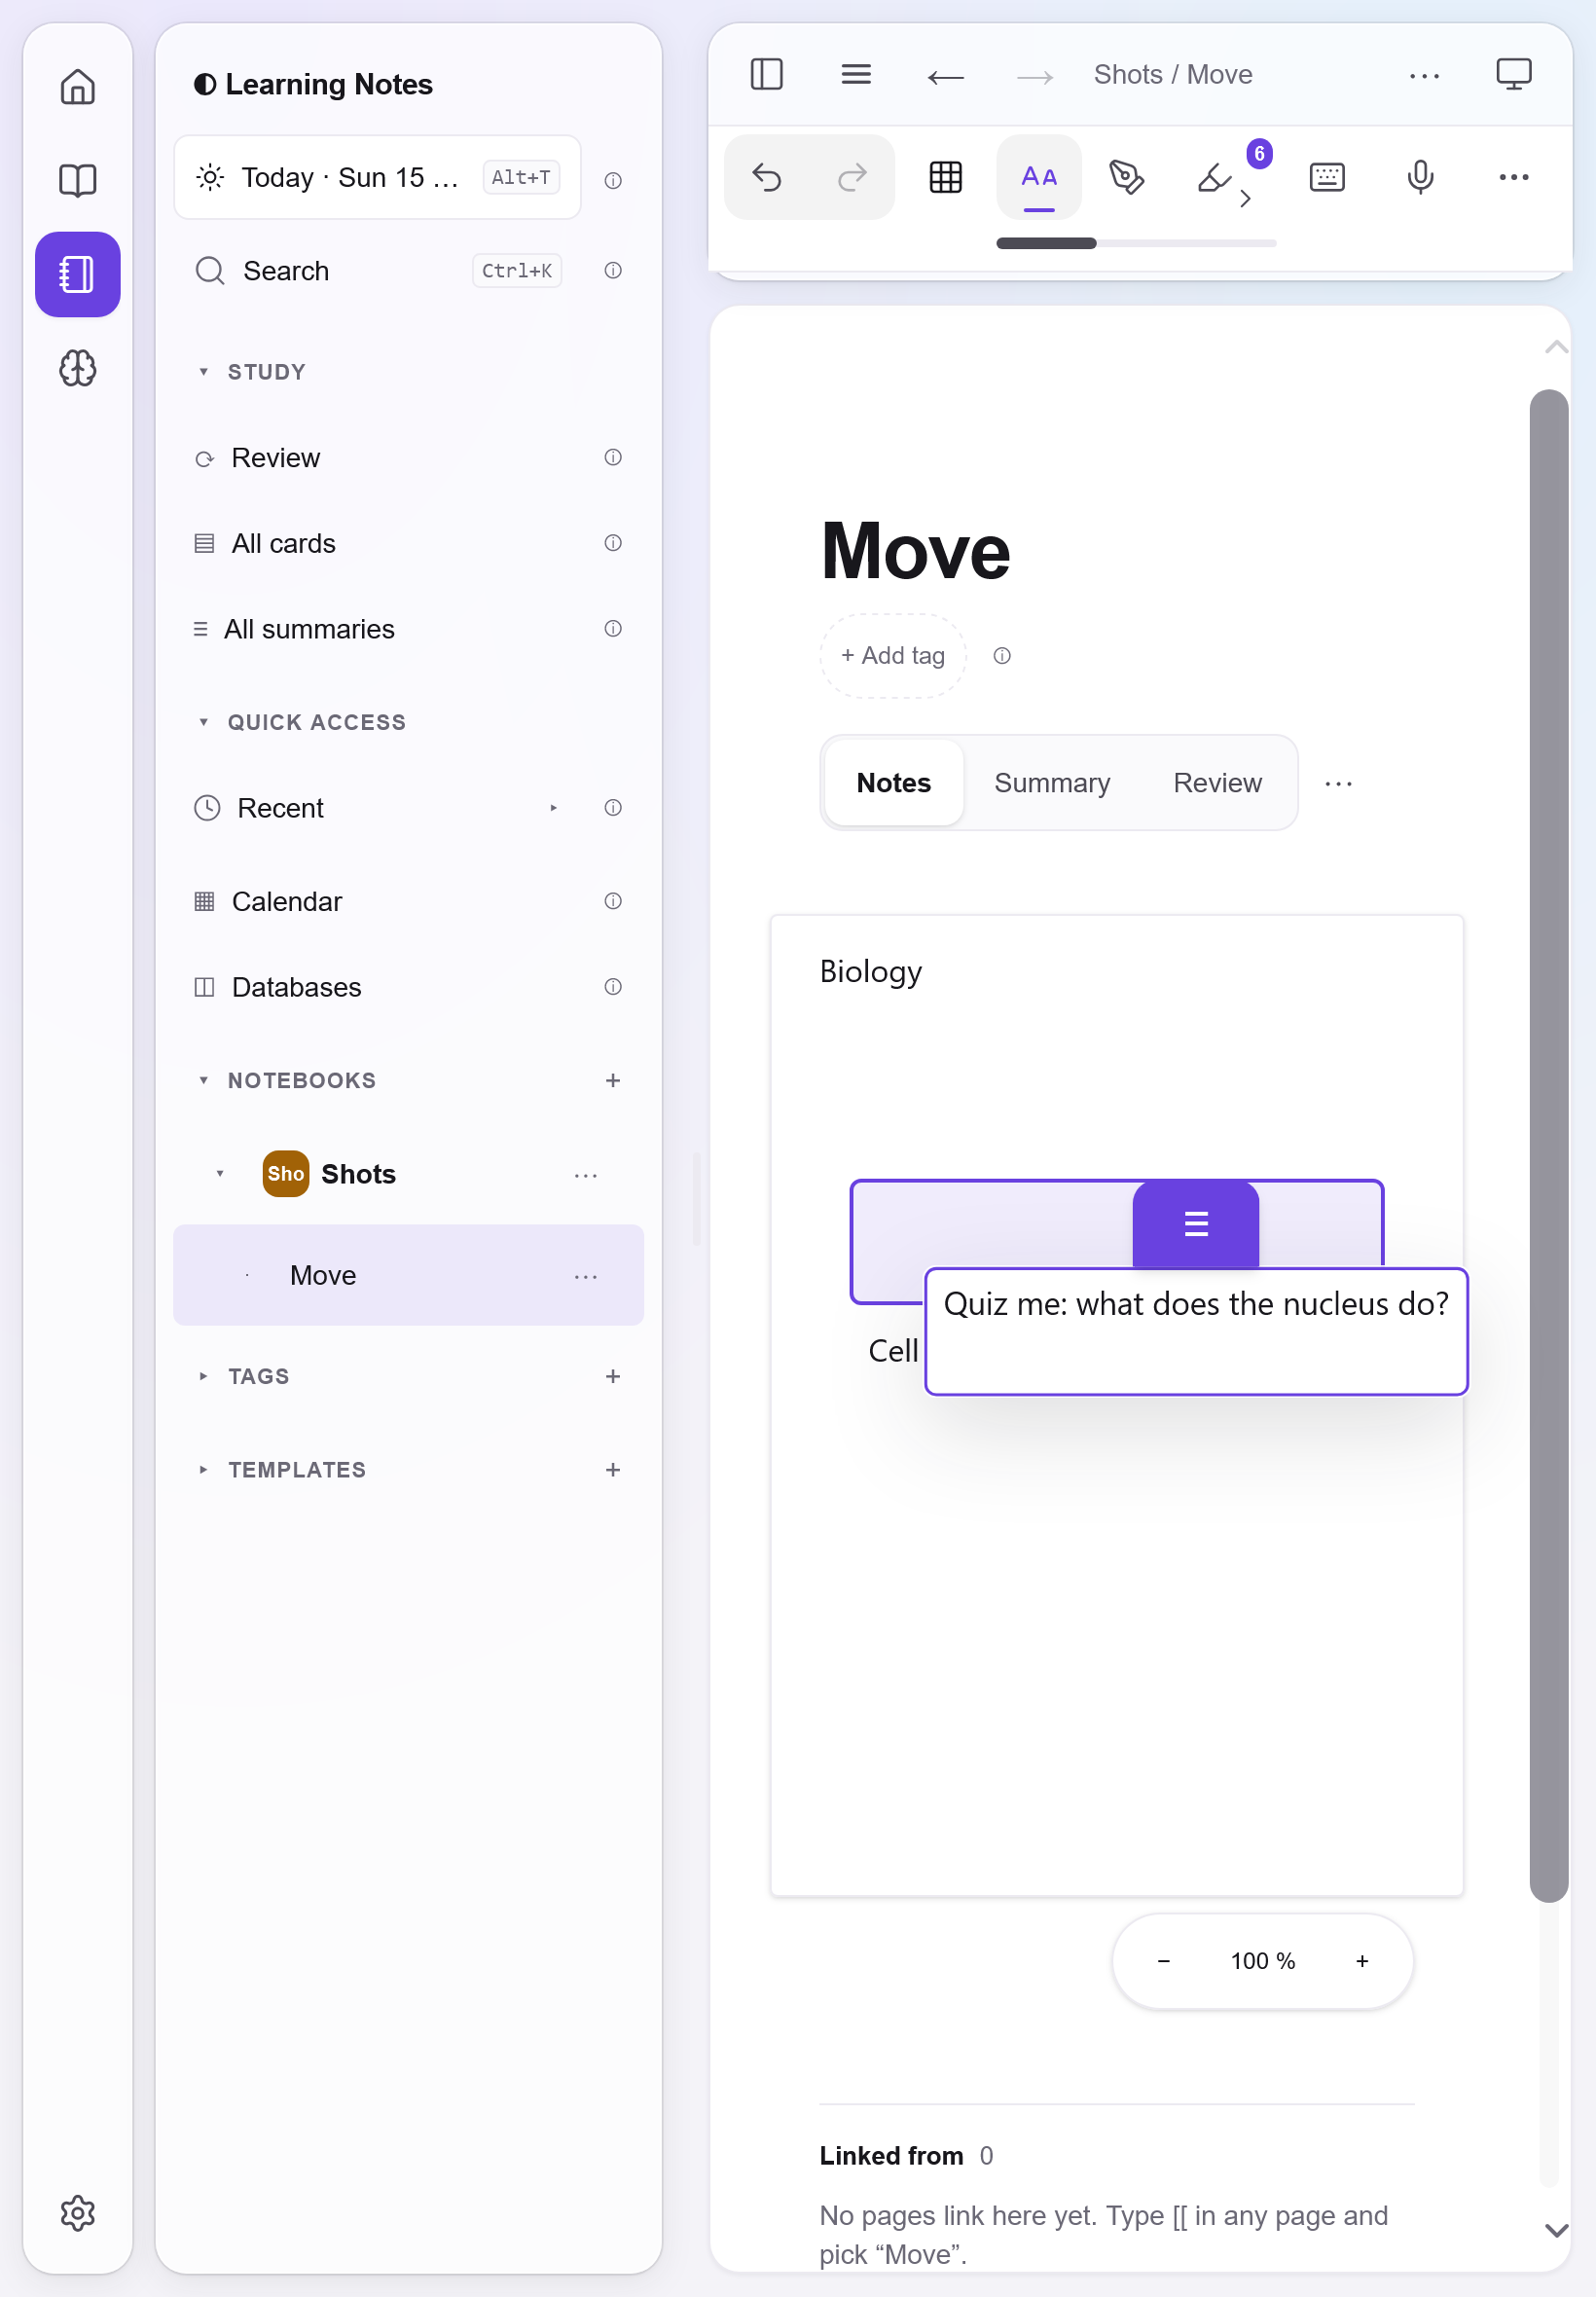 Learning Notes
Today · Sun 15 … Alt+T
Search Ctrl+K
STUDY
Review
All cards
All summaries
QUICK ACCESS
Recent
Calendar
Databases
NOTEBOOKS +
Sho Shots ···
Move ···
TAGS +
TEMPLATES +
Shots / Move ···
AA
6
Move
+ Add tag
Notes Summary Review ···
Biology
Quiz me: what does the nucleus do?
Cell
− 100 % +
Linked from 0
No pages link here yet. Type [[ in any page and
pick “Move”.